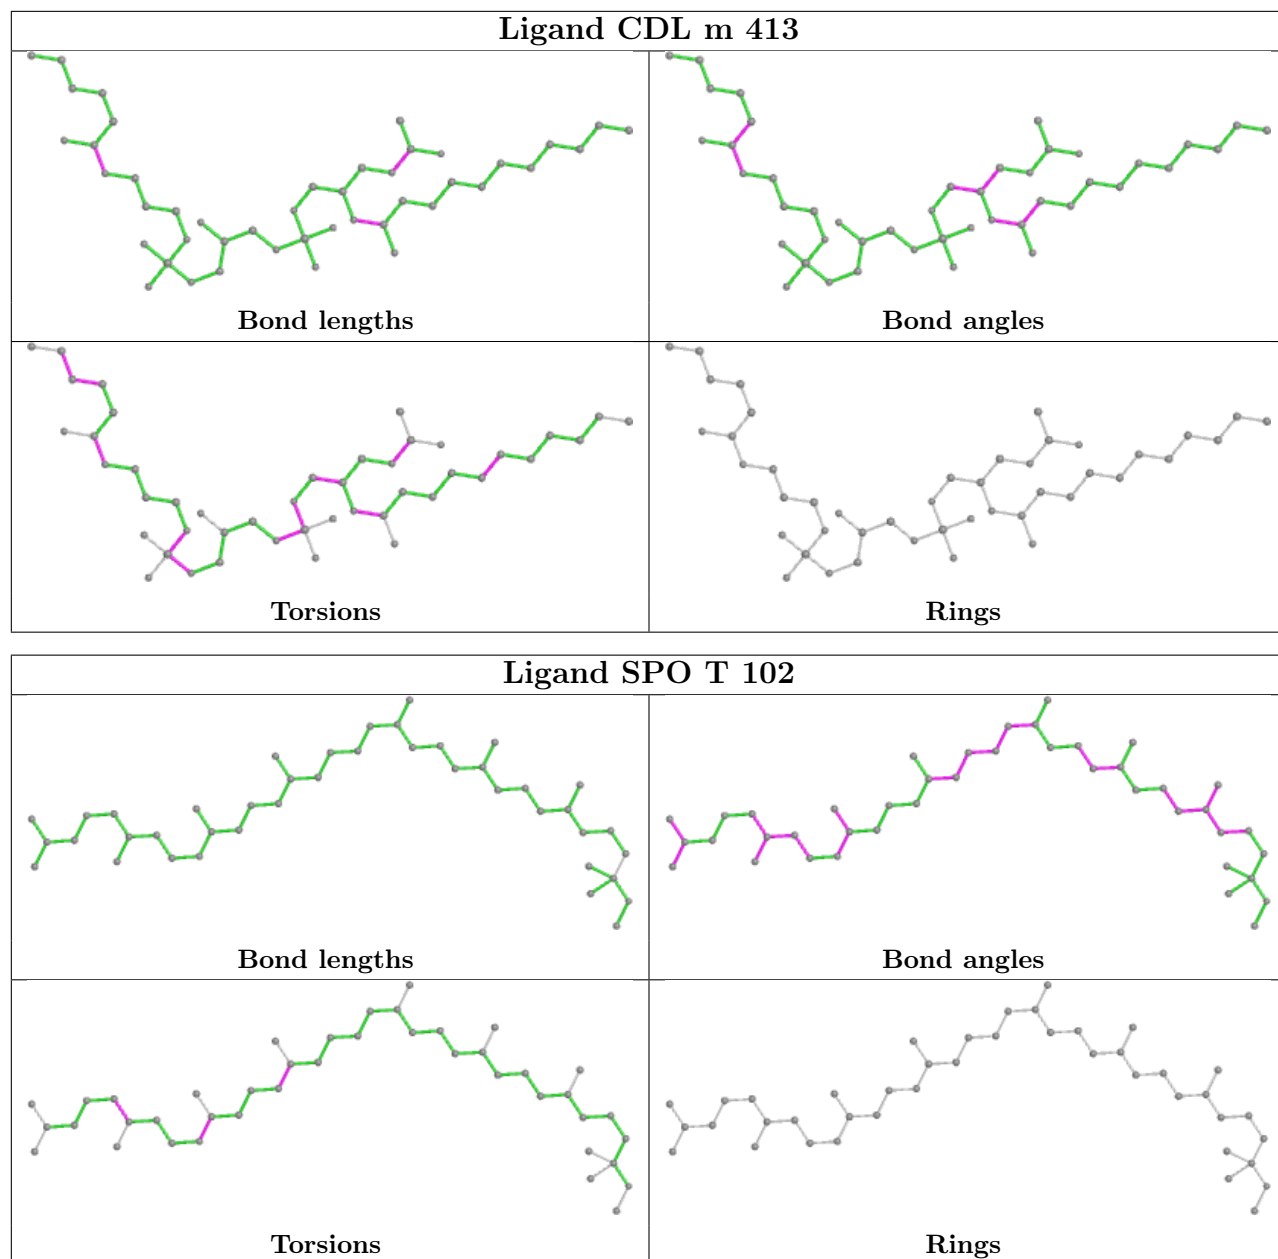 Ligand CDL m 413
Bond lengths
Bond angles
Torsions
Rings
Ligand SPO T 102
Bond lengths
Bond angles
Torsions
Rings